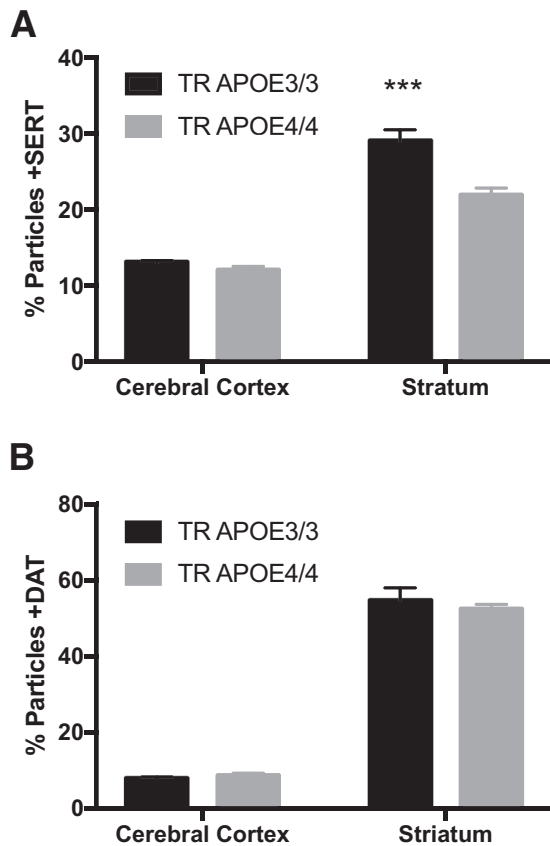 A
40
30
20
10
0
% Particles +SERT
TR APOE3/3
TR APOE4/4
***
Cerebral Cortex
Stratum
B
80
60
40
20
0
% Particles +DAT
TR APOE3/3
TR APOE4/4
Cerebral Cortex
Striatum